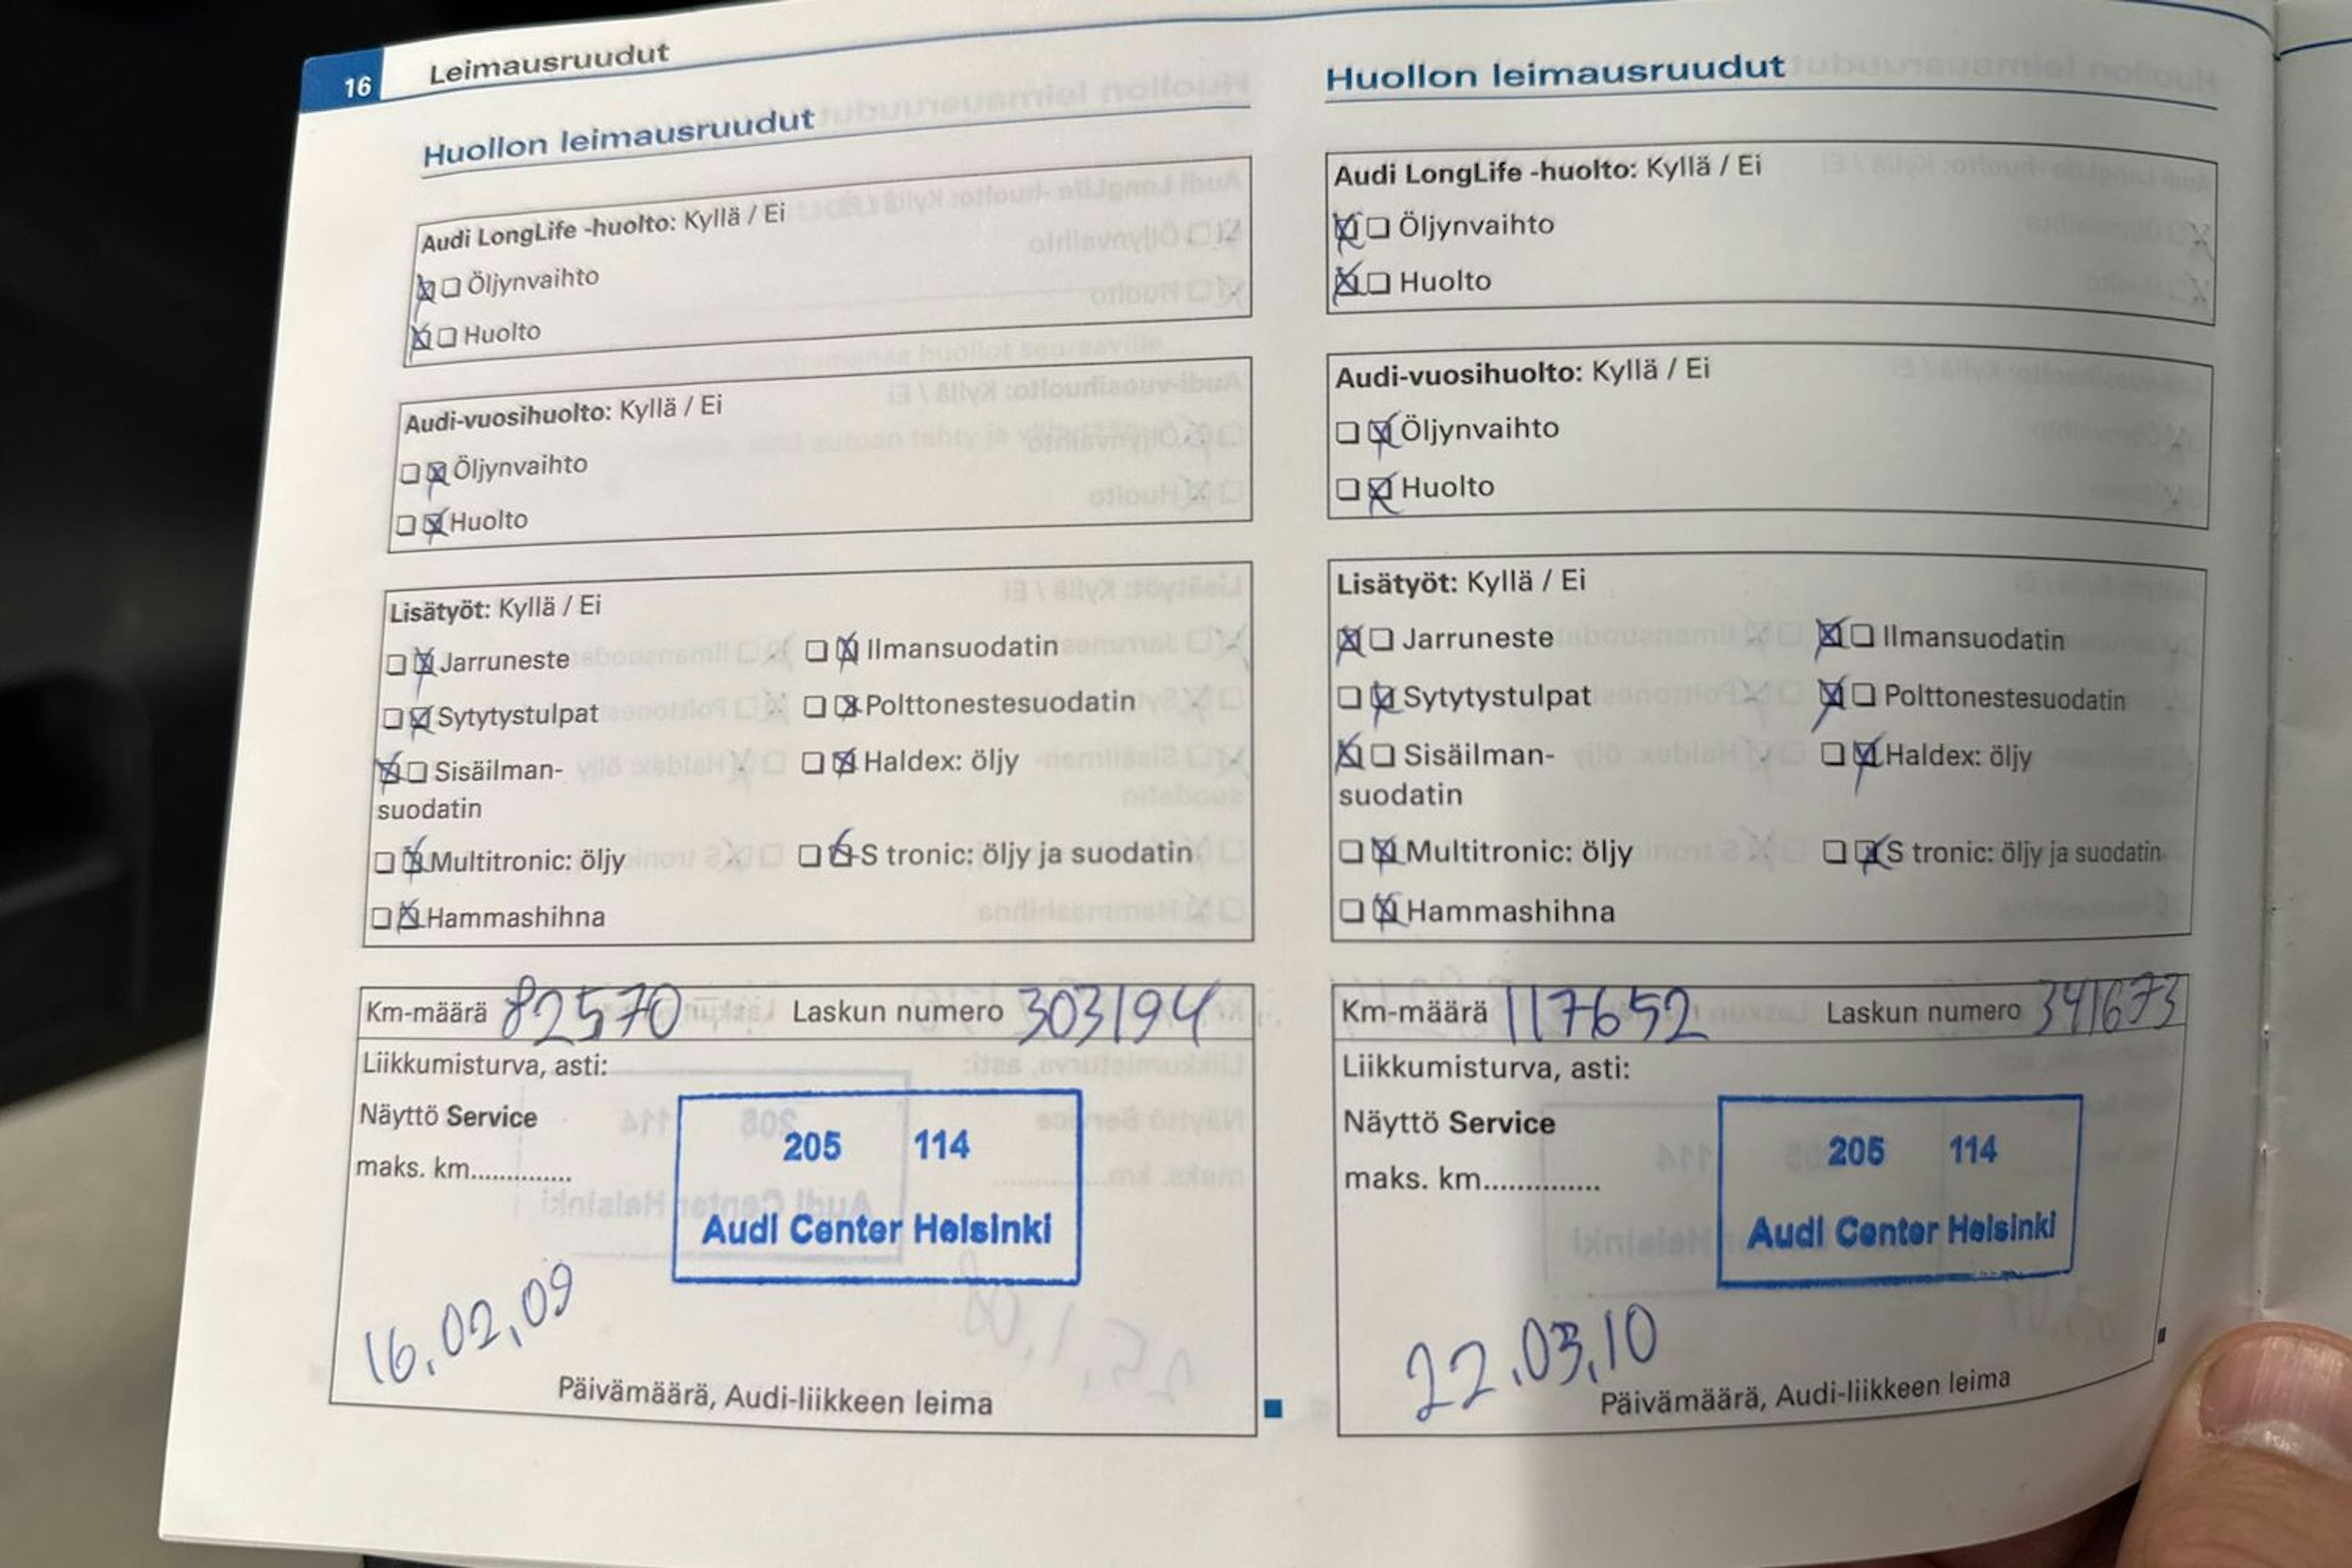 16 Leimausruudut
Huollon leimausruudut
Audi LongLife -huolto: Kyllä / Ei
Öljynvaihto
Huolto
Audi-vuosihuolto: Kyllä / Ei
Öljynvaihto
Huolto
Lisätyöt: Kyllä / Ei
Jarruneste Ilmansuodatin
Sytytystulpat Polttonestesuodatin
Sisäilman- Haldex: öljy
suodatin
Multitronic: öljy S tronic: öljy ja suodatin
Hammashihna
Km-määrä 82570 Laskun numero 303194
Liikkumisturva, asti:
Näyttö Service
maks. km.............
205 114
Audi Center Helsinki
16.02.09
Päivämäärä, Audi-liikkeen leima
Huollon leimausruudut
Audi LongLife -huolto: Kyllä / Ei
Öljynvaihto
Huolto
Audi-vuosihuolto: Kyllä / Ei
Öljynvaihto
Huolto
Lisätyöt: Kyllä / Ei
Jarruneste Ilmansuodatin
Sytytystulpat Polttonestesuodatin
Sisäilman- Haldex: öljy
suodatin
Multitronic: öljy S tronic: öljy ja suodatin
Hammashihna
Km-määrä 117652 Laskun numero 341673
Liikkumisturva, asti:
Näyttö Service
maks. km..............
205 114
Audi Center Helsinki
22.03.10
Päivämäärä, Audi-liikkeen leima